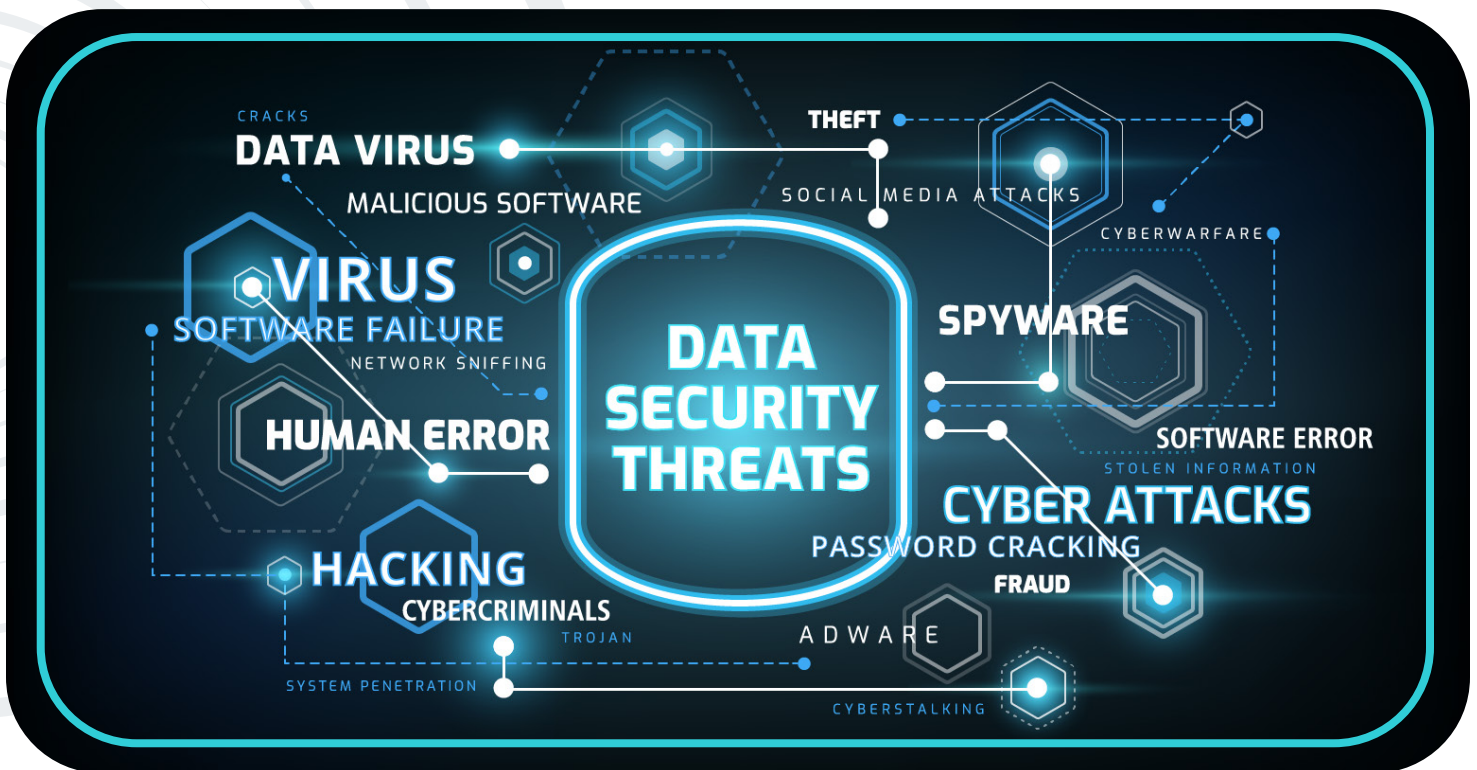 CRACKS
DATA VIRUS
MALICIOUS SOFTWARE
VIRUS
SOFTWARE FAILURE
NETWORK SNIFFING
HUMAN ERROR
HACKING
CYBERCRIMINALS
TROJAN
SYSTEM PENETRATION
DATA
SECURITY
THREATS
THEFT
SOCIAL MEDIA ATTACKS
CYBERWARFARE
SPYWARE
SOFTWARE ERROR
STOLEN INFORMATION
CYBER ATTACKS
PASSWORD CRACKING
FRAUD
ADWARE
CYBERSTALKING